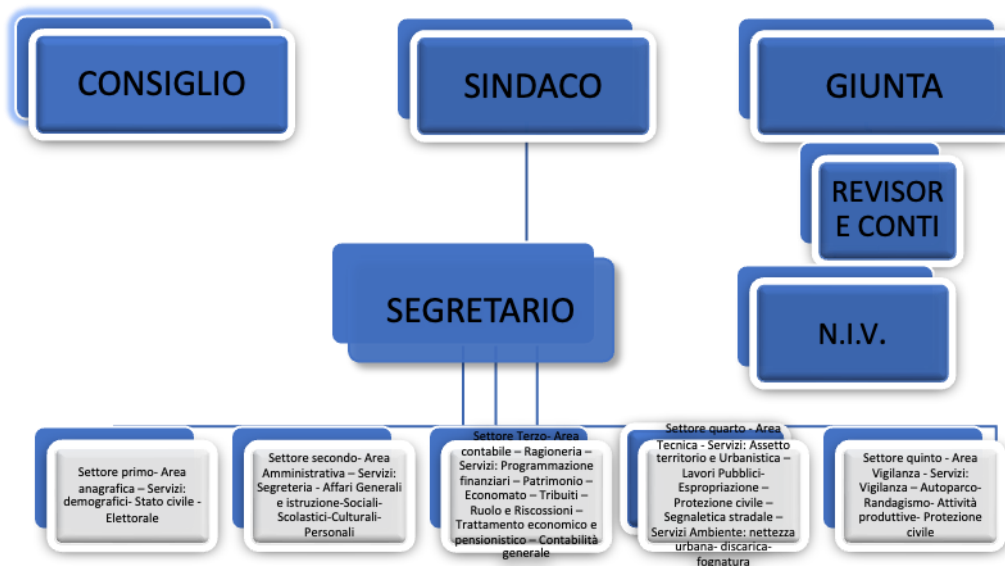 CONSIGLIO
SINDACO
GIUNTA
REVISOR
E CONTI
SEGRETARIO
N.I.V.
Settore primo- Area
anagrafica – Servizi:
demografici- Stato civile -
Elettorale
Settore secondo- Area
Amministrativa – Servizi:
Segreteria - Affari Generali
e istruzione-Sociali-
Scolastici-Culturali-
Personali
Settore Terzo- Area
contabile – Ragioneria –
Servizi: Programmazione
finanziari – Patrimonio –
Economato – Tribuiti –
Ruolo e Riscossioni –
Trattamento economico e
pensionistico – Contabilità
generale
Settore quarto - Area
Tecnica - Servizi: Assetto
territorio e Urbanistica –
Lavori Pubblici-
Espropriazione –
Protezione civile –
Segnaletica stradale –
Servizi Ambiente: nettezza
urbana- discarica-
fognatura
Settore quinto - Area
Vigilanza - Servizi:
Vigilanza – Autoparco-
Randagismo- Attività
produttive- Protezione
civile